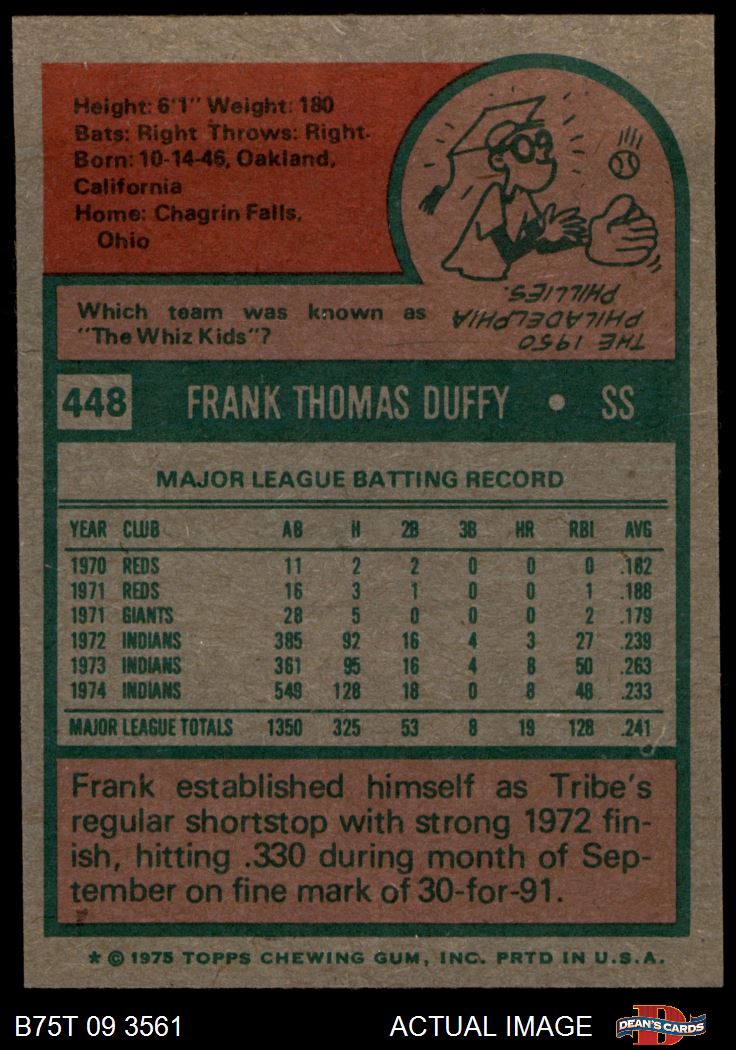 Height: 6'1" Weight: 180
Bats: Right Throws: Right
Born: 10-14-46, Oakland,
California
Home: Chagrin Falls,
Ohio
Which team was known as
"The Whiz Kids"?
THE 1950
PHILADELPHIA
PHILLIES.
448 FRANK THOMAS DUFFY • SS
MAJOR LEAGUE BATTING RECORD
YEAR CLUB AB H 2B 3B HR RBI AVG
1970 REDS 11 2 2 0 0 0 .182
1971 REDS 16 3 1 0 0 1 .188
1971 GIANTS 28 5 0 0 0 2 .179
1972 INDIANS 385 92 16 4 3 27 .239
1973 INDIANS 361 95 16 4 8 50 .263
1974 INDIANS 549 128 18 0 8 48 .233
MAJOR LEAGUE TOTALS 1350 325 53 8 19 128 .241
Frank established himself as Tribe's
regular shortstop with strong 1972 fin-
ish, hitting .330 during month of Sep-
tember on fine mark of 30-for-91.
* © 1975 TOPPS CHEWING GUM, INC. PRTD IN U.S.A.
B75T 09 3561 ACTUAL IMAGE DEAN'S CARDS